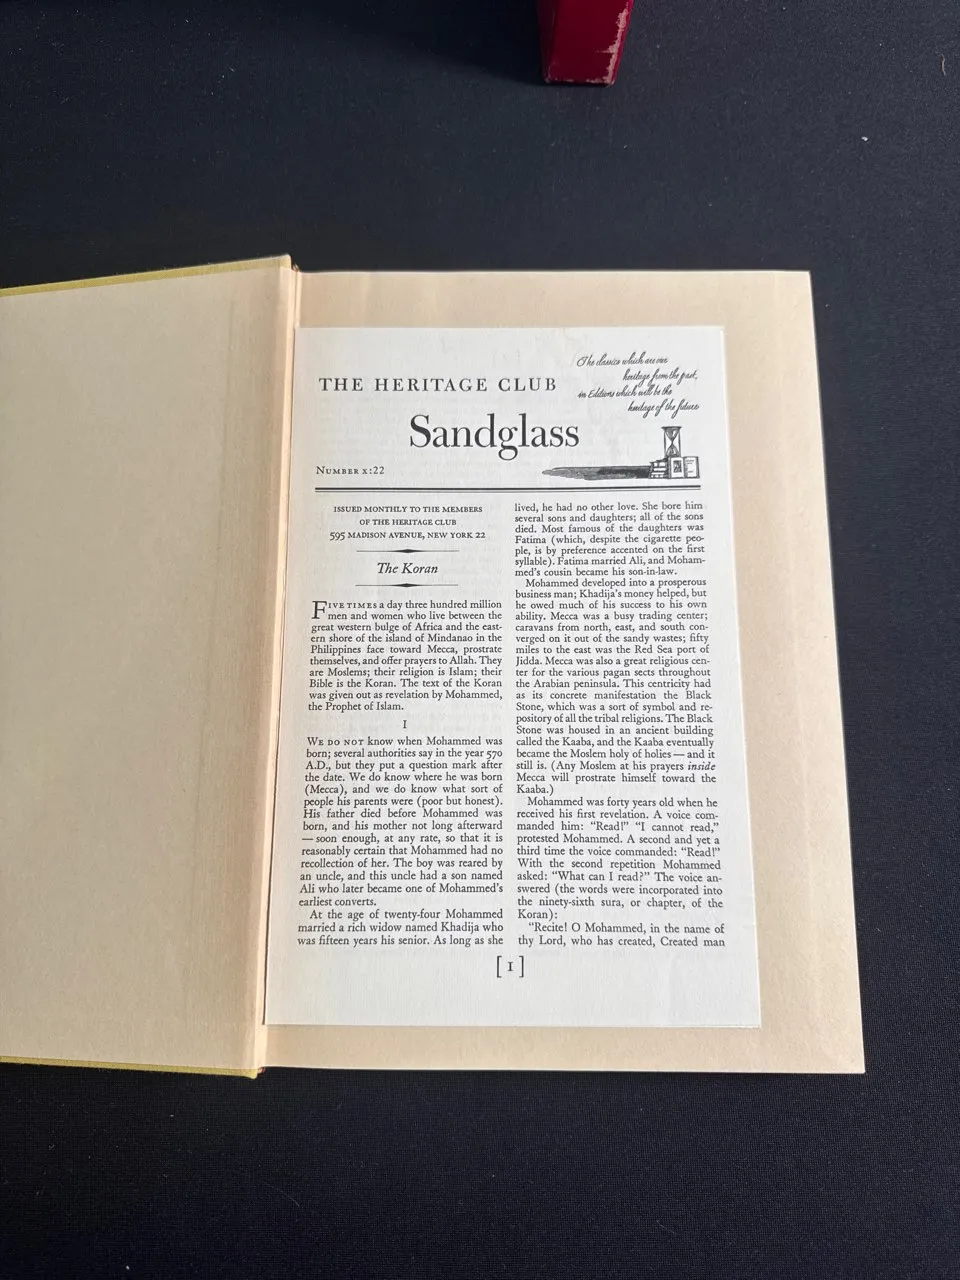 The classics which are our
heritage from the past,
in Editions which will be the
heritage of the future
THE HERITAGE CLUB
Sandglass
NUMBER X:22
ISSUED MONTHLY TO THE MEMBERS
OF THE HERITAGE CLUB
595 MADISON AVENUE, NEW YORK 22
The Koran
FIVE TIMES a day three hundred million
men and women who live between the
great western bulge of Africa and the east-
ern shore of the island of Mindanao in the
Philippines face toward Mecca, prostrate
themselves, and offer prayers to Allah. They
are Moslems; their religion is Islam; their
Bible is the Koran. The text of the Koran
was given out as revelation by Mohammed,
the Prophet of Islam.
I
WE DO NOT know when Mohammed was
born; several authorities say in the year 570
A.D., but they put a question mark after
the date. We do know where he was born
(Mecca), and we do know what sort of
people his parents were (poor but honest).
His father died before Mohammed was
born, and his mother not long afterward
— soon enough, at any rate, so that it is
reasonably certain that Mohammed had no
recollection of her. The boy was reared by
an uncle, and this uncle had a son named
Ali who later became one of Mohammed's
earliest converts.
At the age of twenty-four Mohammed
married a rich widow named Khadija who
was fifteen years his senior. As long as she
lived, he had no other love. She bore him
several sons and daughters; all of the sons
died. Most famous of the daughters was
Fatima (which, despite the cigarette peo-
ple, is by preference accented on the first
syllable). Fatima married Ali, and Moham-
med's cousin became his son-in-law.
Mohammed developed into a prosperous
business man; Khadija's money helped, but
he owed much of his success to his own
ability. Mecca was a busy trading center;
caravans from north, east, and south con-
verged on it out of the sandy wastes; fifty
miles to the east was the Red Sea port of
Jidda. Mecca was also a great religious cen-
ter for the various pagan sects throughout
the Arabian peninsula. This centricity had
as its concrete manifestation the Black
Stone, which was a sort of symbol and re-
pository of all the tribal religions. The Black
Stone was housed in an ancient building
called the Kaaba, and the Kaaba eventually
became the Moslem holy of holies — and it
still is. (Any Moslem at his prayers inside
Mecca will prostrate himself toward the
Kaaba.)
Mohammed was forty years old when he
received his first revelation. A voice com-
manded him: "Read!" "I cannot read,"
protested Mohammed. A second and yet a
third time the voice commanded: "Read!"
With the second repetition Mohammed
asked: "What can I read?" The voice an-
swered (the words were incorporated into
the ninety-sixth sura, or chapter, of the
Koran):
"Recite! O Mohammed, in the name of
thy Lord, who has created, Created man
[ 1 ]